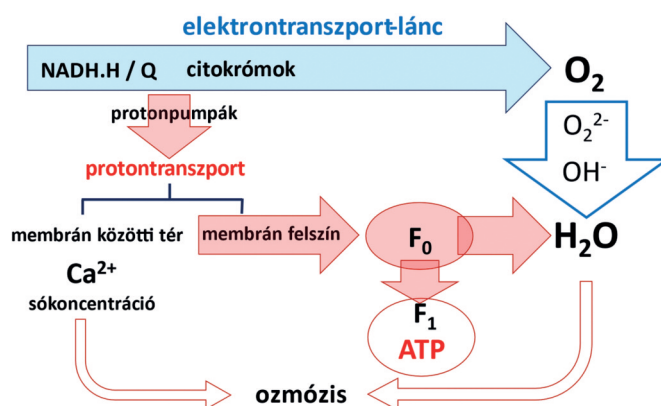 elektrontranszport-lánc
NADH.H / Q citokrómok
O₂
protonpumpák
O₂²⁻
protontranszport
OH⁻
membrán közötti tér
membrán felszín
F₀
H₂O
Ca²⁺
sókoncentráció
F₁
ATP
ozmózis